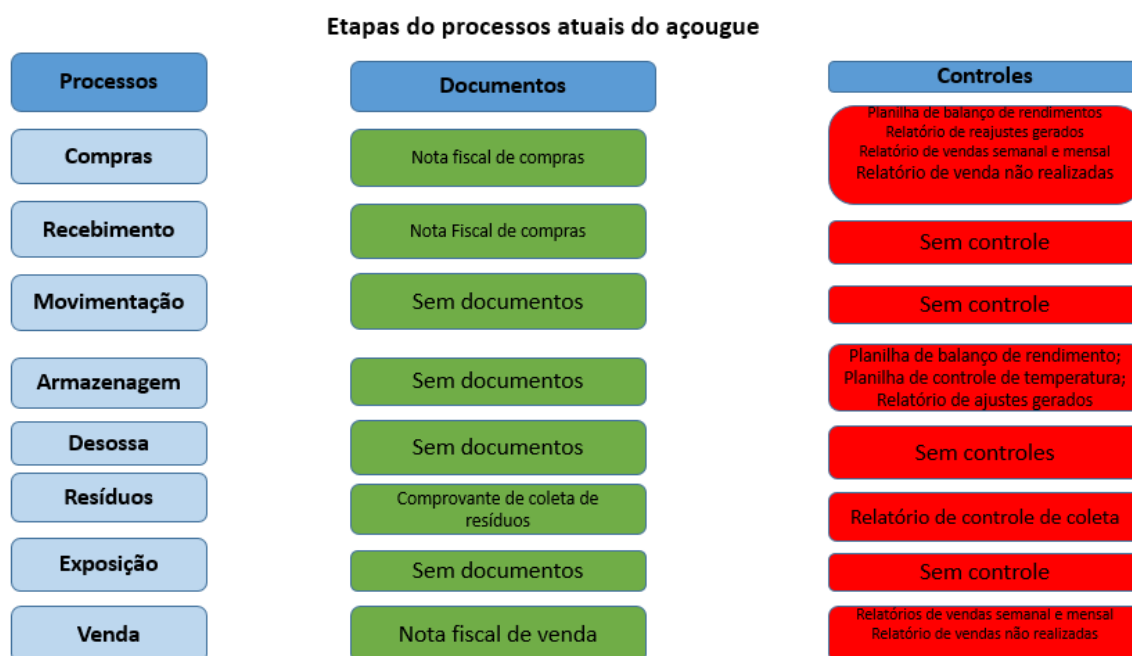 Etapas do processos atuais do açougue
Processos
Documentos
Controles
Compras
Nota fiscal de compras
Planilha de balanço de rendimentos
Relatório de reajustes gerados
Relatório de vendas semanal e mensal
Relatório de venda não realizadas
Recebimento
Nota Fiscal de compras
Sem controle
Movimentação
Sem documentos
Sem controle
Armazenagem
Sem documentos
Planilha de balanço de rendimento;
Planilha de controle de temperatura;
Relatório de ajustes gerados
Desossa
Sem documentos
Sem controles
Resíduos
Comprovante de coleta de
resíduos
Relatório de controle de coleta
Exposição
Sem documentos
Sem controle
Venda
Nota fiscal de venda
Relatórios de vendas semanal e mensal
Relatório de vendas não realizadas